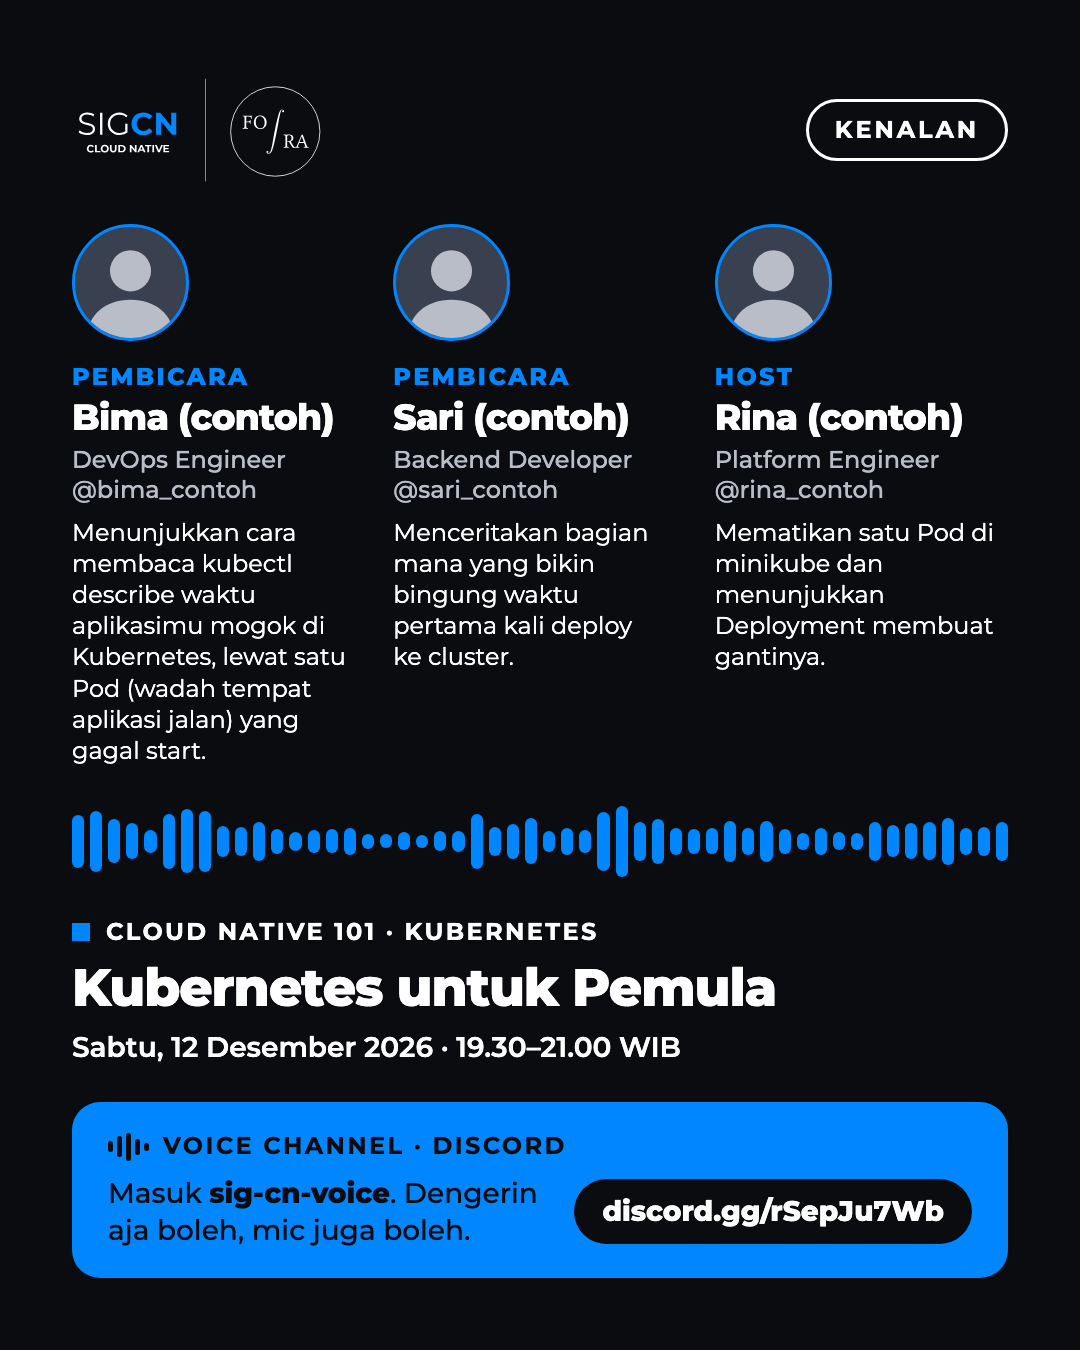 SIGCN
CLOUD NATIVE
FO
RA
KENALAN
PEMBICARA
Bima (contoh)
DevOps Engineer
@bima_contoh
Menunjukkan cara
membaca kubectl
describe waktu
aplikasimu mogok di
Kubernetes, lewat satu
Pod (wadah tempat
aplikasi jalan) yang
gagal start.
PEMBICARA
Sari (contoh)
Backend Developer
@sari_contoh
Menceritakan bagian
mana yang bikin
bingung waktu
pertama kali deploy
ke cluster.
HOST
Rina (contoh)
Platform Engineer
@rina_contoh
Mematikan satu Pod di
minikube dan
menunjukkan
Deployment membuat
gantinya.
CLOUD NATIVE 101 · KUBERNETES
Kubernetes untuk Pemula
Sabtu, 12 Desember 2026 · 19.30–21.00 WIB
VOICE CHANNEL · DISCORD
Masuk sig-cn-voice. Dengerin
aja boleh, mic juga boleh.
discord.gg/rSepJu7Wb